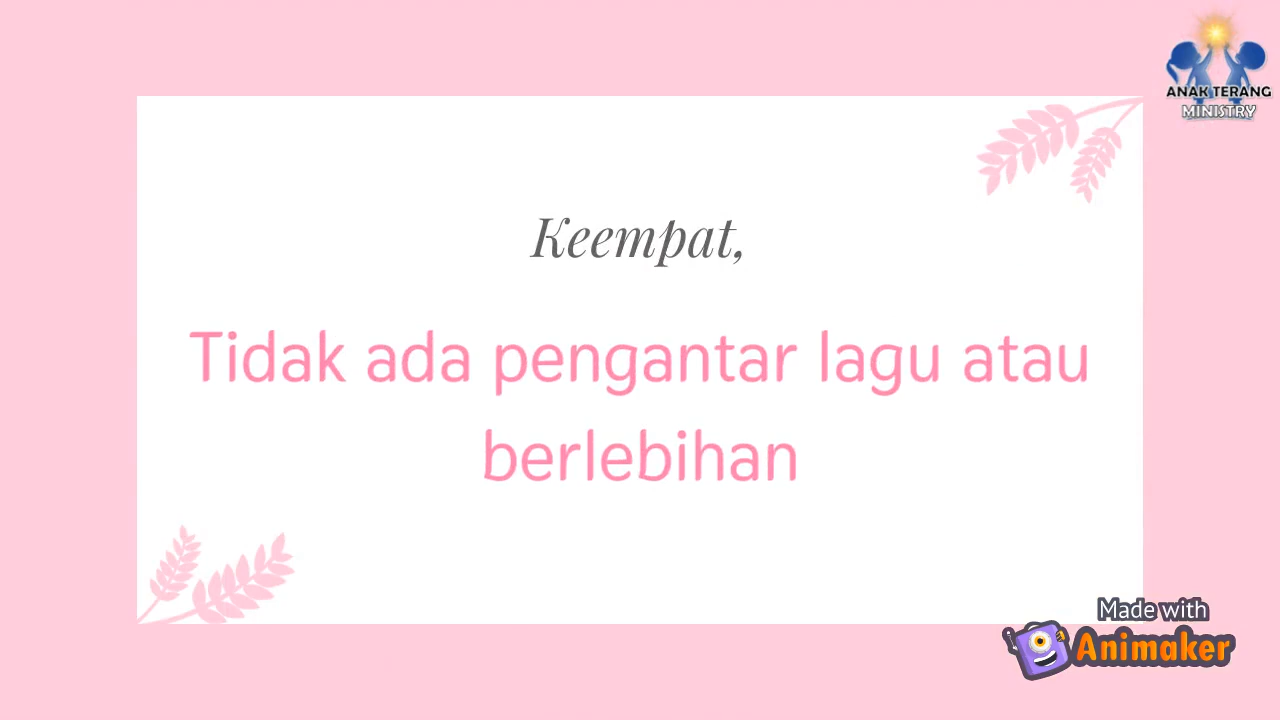 ANAK TERANG
MINISTRY
Keempat,
Tidak ada pengantar lagu atau
berlebihan
Made with
Animaker